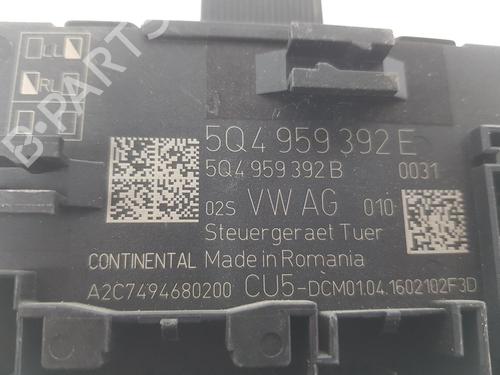 LL
RL
B-PARTS
5Q4 959 392 E
5Q4 959 392 B 0031
02S VW AG 010
Steuergeraet Tuer
CONTINENTAL Made in Romania
A2C7494680200 CU5-DCM01.04.1602102F3D